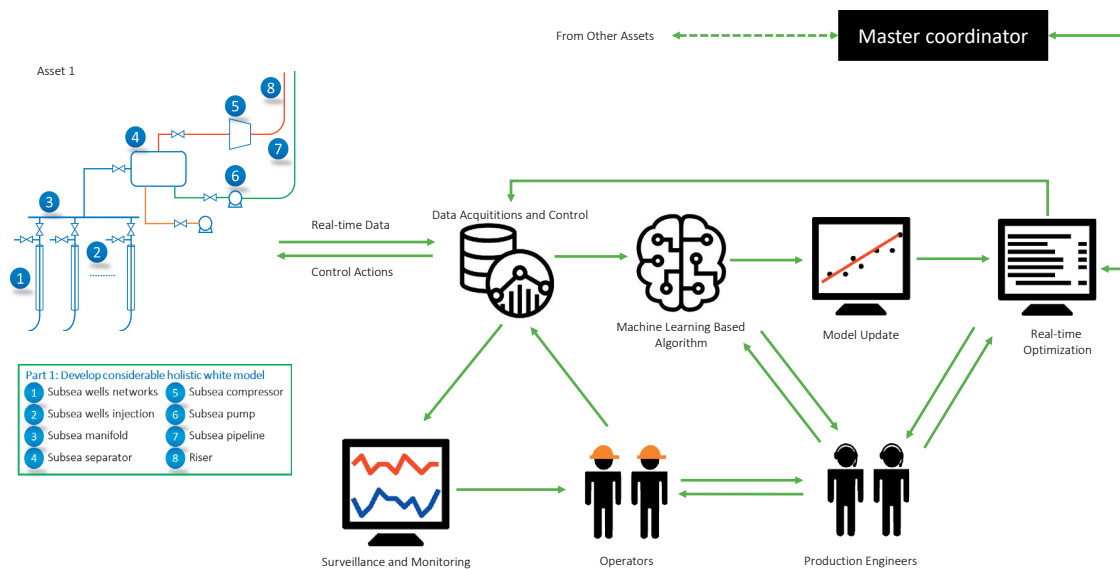 From Other Assets
Master coordinator
Asset 1
8
5
4
7
6
3
2
1
Real-time Data
Control Actions
Data Acquititions and Control
Machine Learning Based
Algorithm
Model Update
Real-time
Optimization
Part 1: Develop considerable holistic white model
1 Subsea wells networks
5 Subsea compressor
2 Subsea wells injection
6 Subsea pump
3 Subsea manifold
7 Subsea pipeline
4 Subsea separator
8 Riser
Surveillance and Monitoring
Operators
Production Engineers